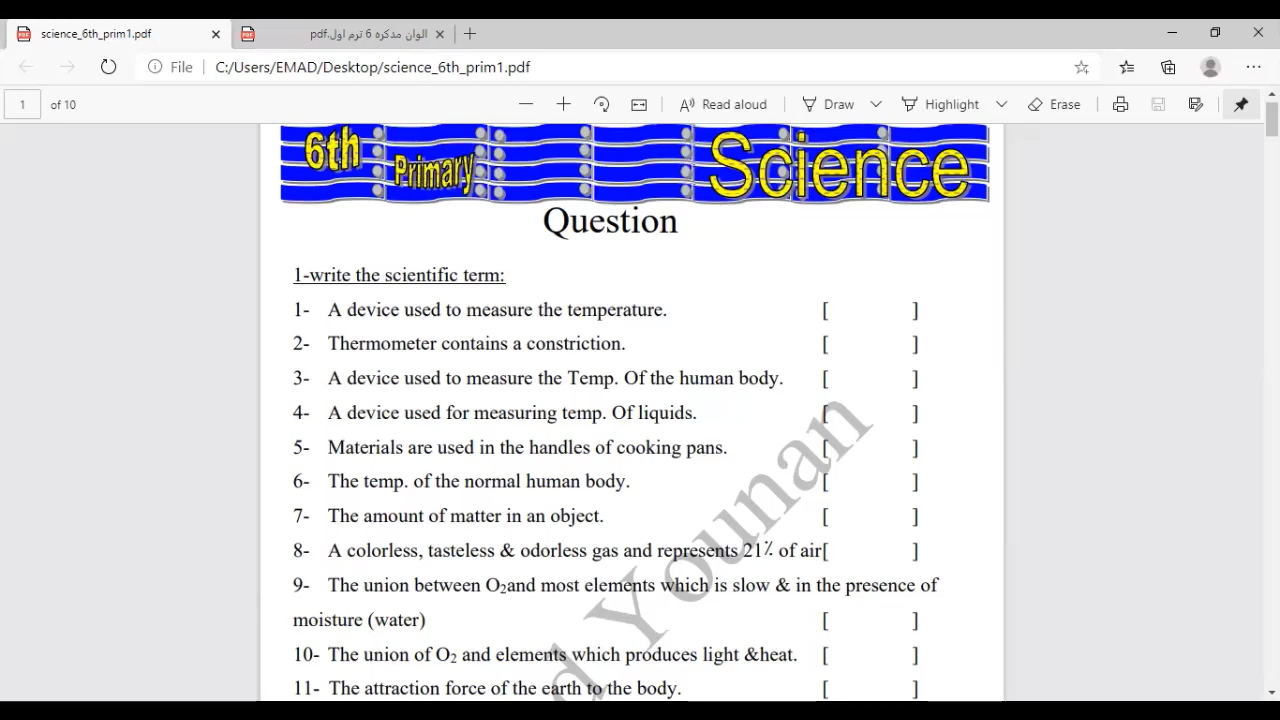 science_6th_prim1.pdf
الوان مدكره 6 ترم اول.pdf
File C:/Users/EMAD/Desktop/science_6th_prim1.pdf
1 of 10
Read aloud Draw Highlight Erase
6th Primary Science
Question
1-write the scientific term:
1- A device used to measure the temperature. [ ]
2- Thermometer contains a constriction. [ ]
3- A device used to measure the Temp. Of the human body. [ ]
4- A device used for measuring temp. Of liquids. [ ]
5- Materials are used in the handles of cooking pans. [ ]
6- The temp. of the normal human body. [ ]
7- The amount of matter in an object. [ ]
8- A colorless, tasteless & odorless gas and represents 21٪ of air[ ]
9- The union between O₂and most elements which is slow & in the presence of
moisture (water) [ ]
10- The union of O₂ and elements which produces light &heat. [ ]
11- The attraction force of the earth to the body. [ ]
d Younan